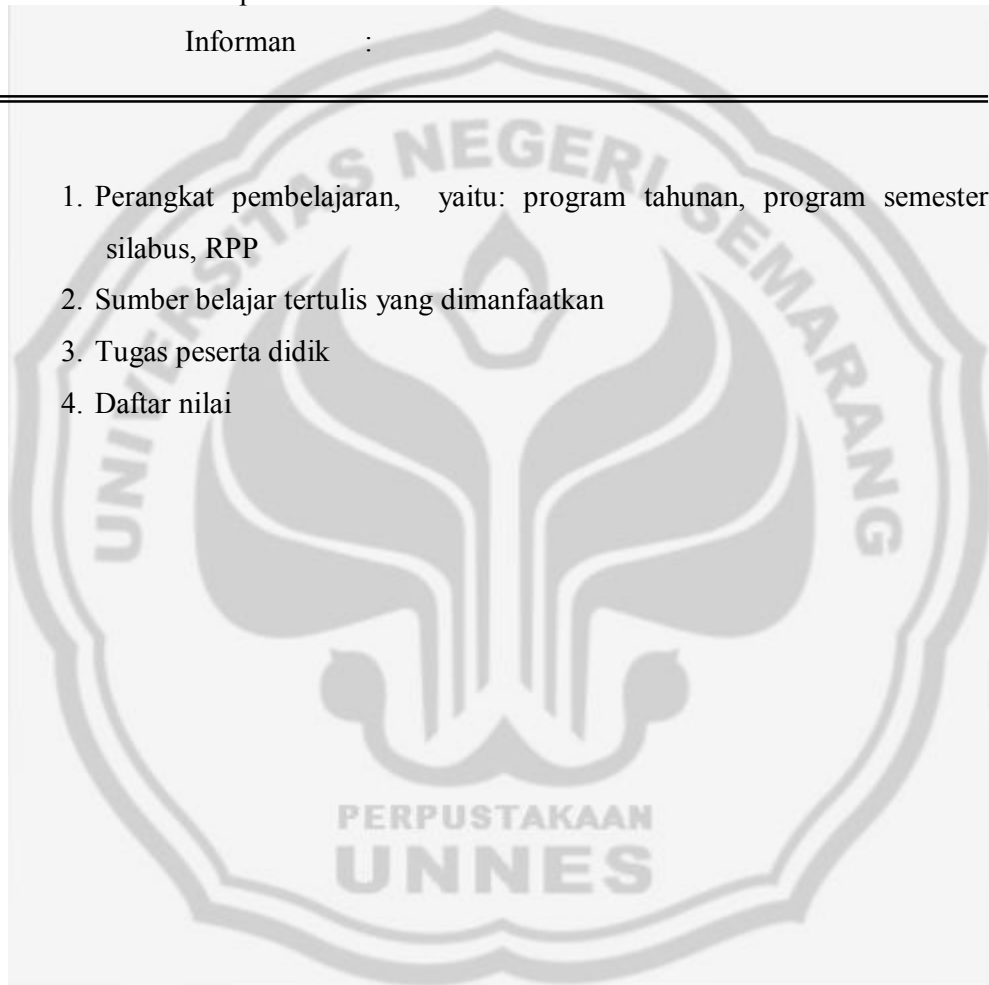 Informan :
1. Perangkat pembelajaran, yaitu: program tahunan, program semester
silabus, RPP
2. Sumber belajar tertulis yang dimanfaatkan
3. Tugas peserta didik
4. Daftar nilai
UNIVERSITAS NEGERI SEMARANG
PERPUSTAKAAN
UNNES